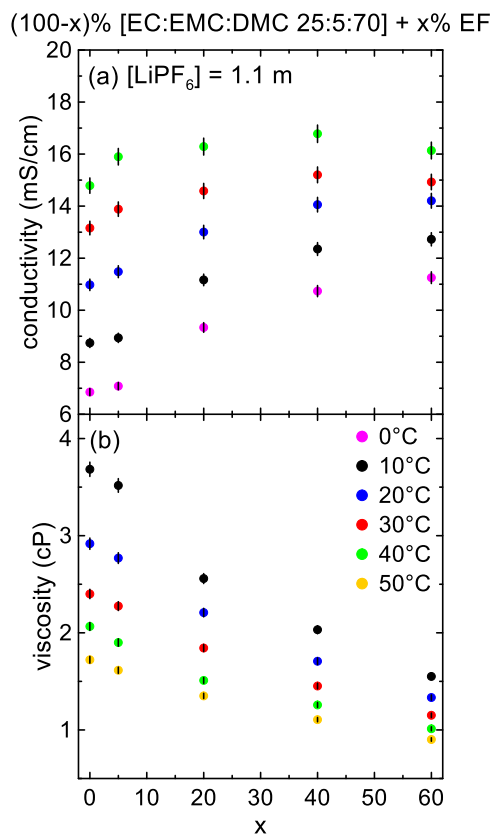 (100-x)% [EC:EMC:DMC 25:5:70] + x% EF
(a) [LiPF₆] = 1.1 m
20
18
16
14
12
10
8
6
conductivity (mS/cm)
(b)
0°C
10°C
20°C
30°C
40°C
50°C
4
3
2
1
viscosity (cP)
0 10 20 30 40 50 60
x